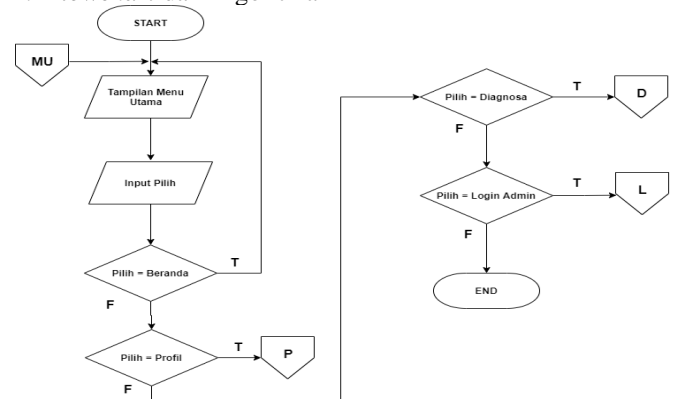 START
MU
Tampilan Menu
Utama
Input Pilih
Pilih = Beranda
T
F
Pilih = Profil
T
P
F
Pilih = Diagnosa
T
D
F
Pilih = Login Admin
T
L
F
END